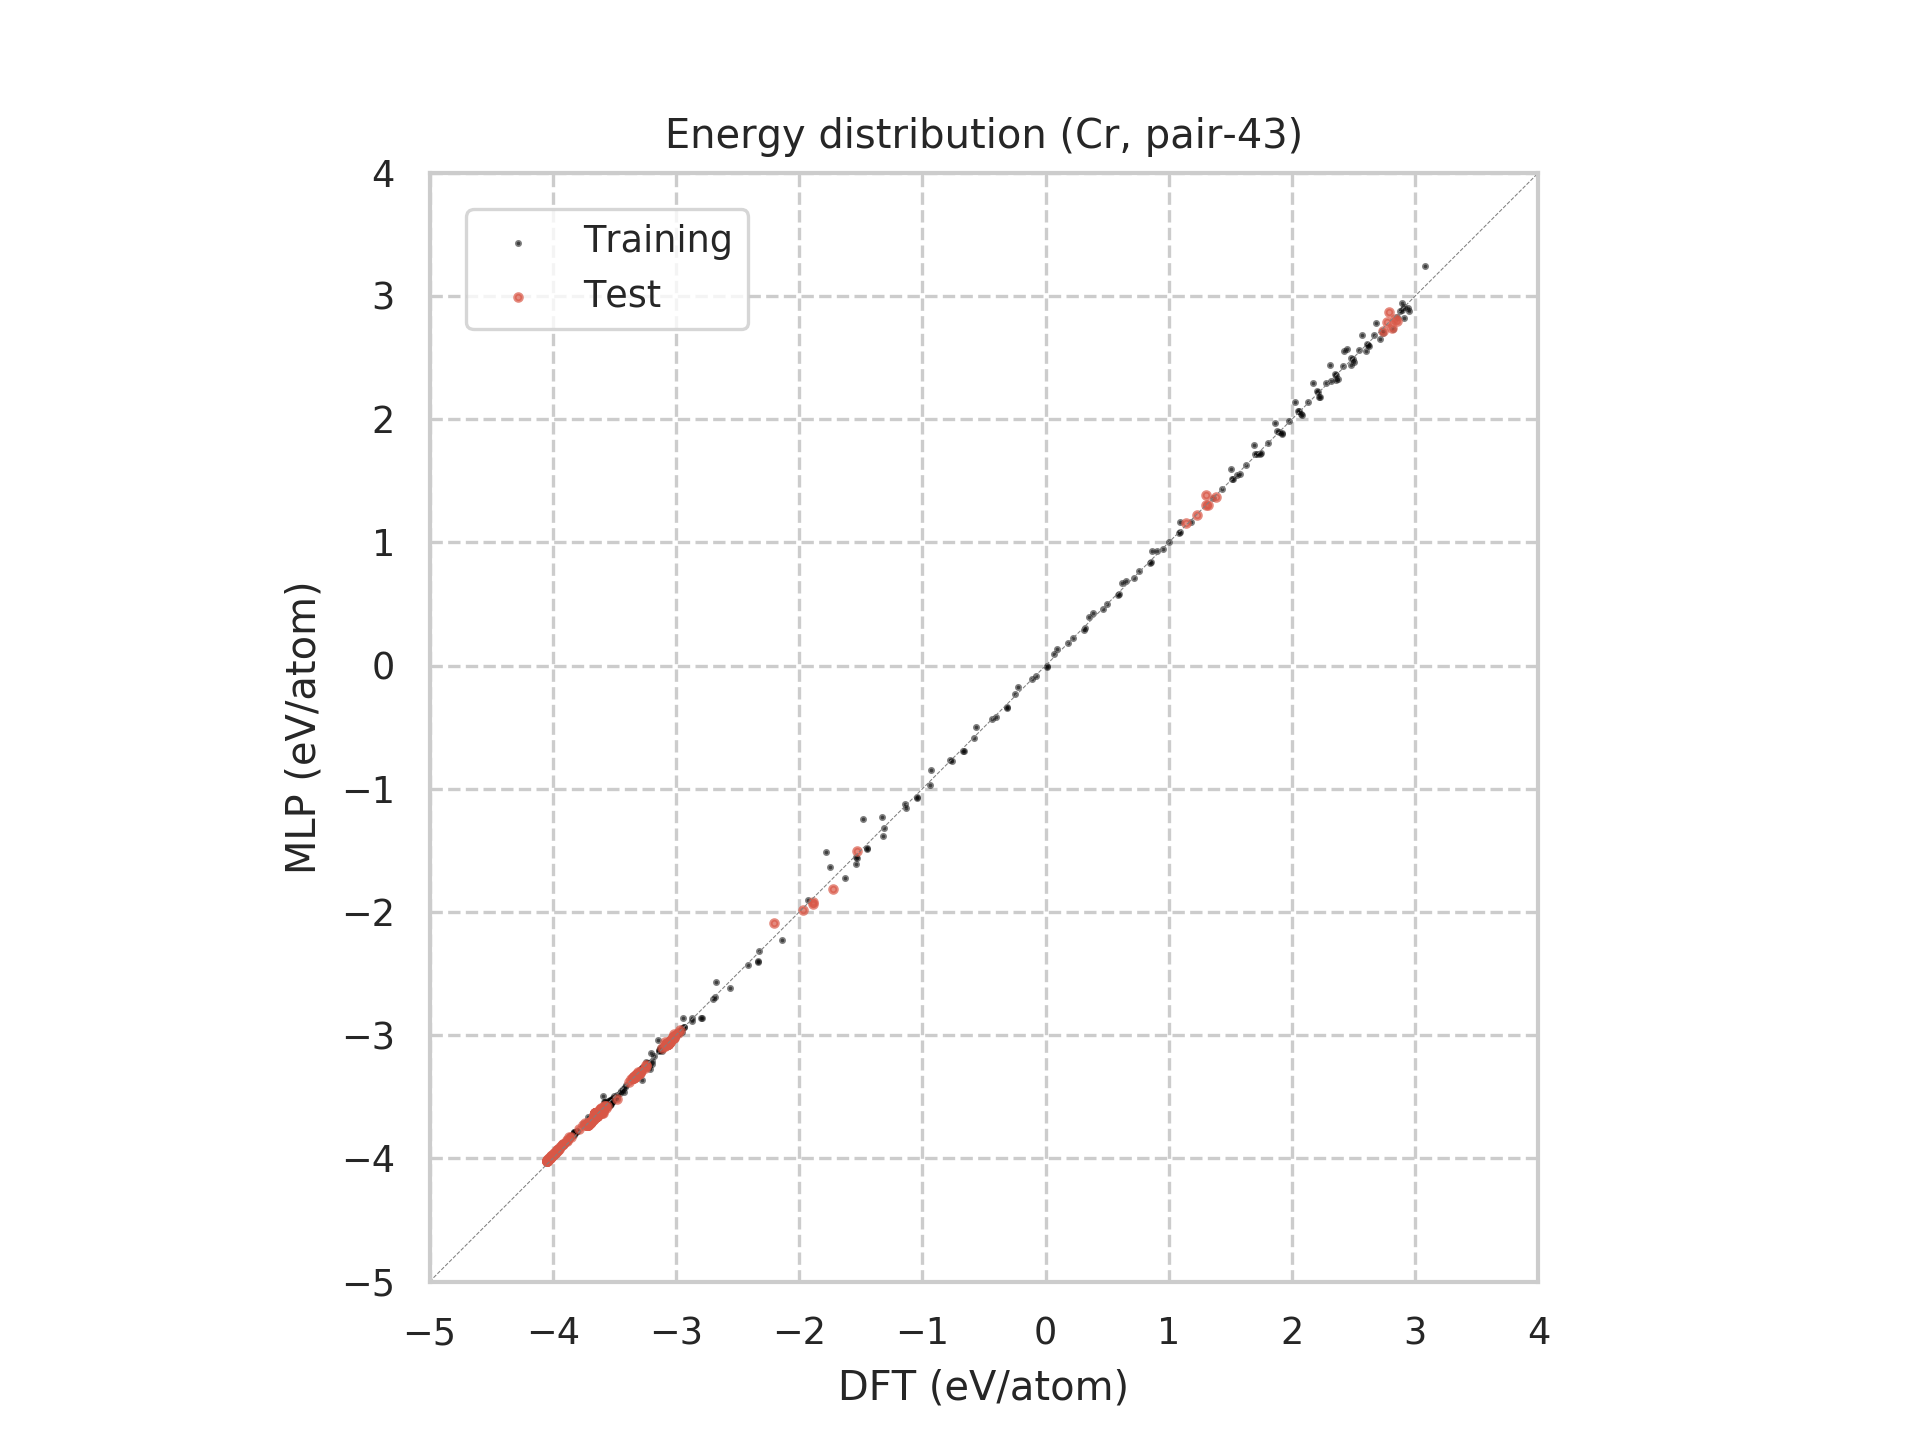 Energy distribution (Cr, pair-43)
4
3
2
1
0
−1
−2
−3
−4
−5
MLP (eV/atom)
Training
Test
−5 −4 −3 −2 −1 0 1 2 3 4
DFT (eV/atom)